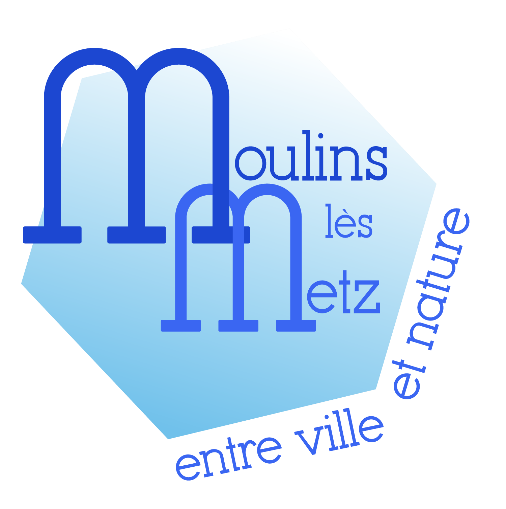 Moulins
lès
Metz
entre ville et nature